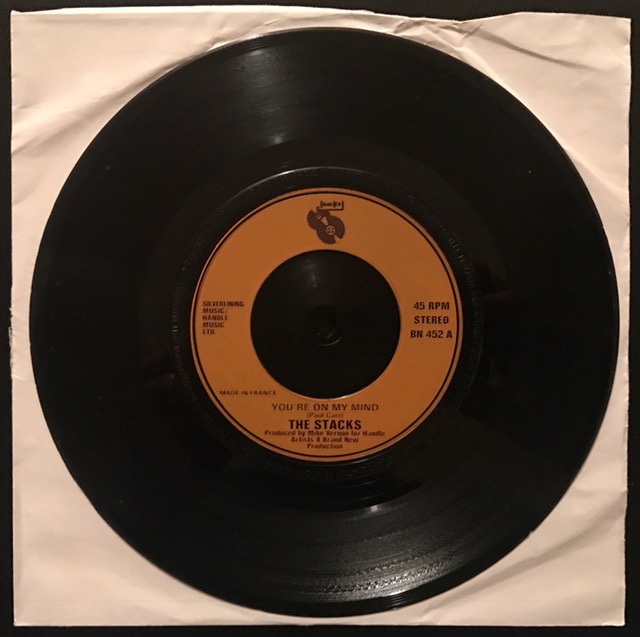 SILVERLINING
MUSIC/
HANDLE
MUSIC
LTD.
45 RPM
STEREO
BN 452 A
MADE IN FRANCE
YOU'RE ON MY MIND
(Paul Carr)
THE STACKS
Produced by Mike Vernon for Handle
Artists A Brand New
Production